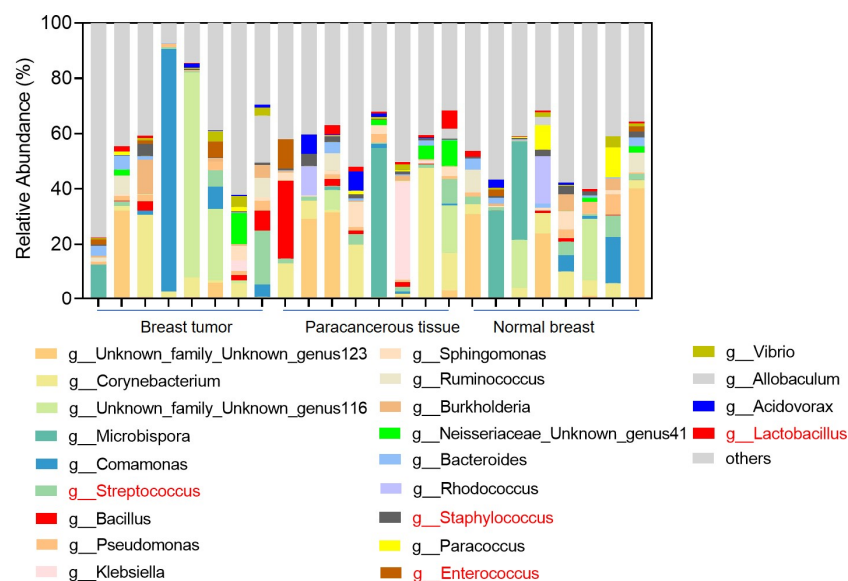 100
80
60
40
20
0
Relative Abundance (%)
Breast tumor
Paracancerous tissue
Normal breast
g__Unknown_family_Unknown_genus123
g__Corynebacterium
g__Unknown_family_Unknown_genus116
g__Microbispora
g__Comamonas
g__Streptococcus
g__Bacillus
g__Pseudomonas
g__Klebsiella
g__Sphingomonas
g__Ruminococcus
g__Burkholderia
g__Neisseriaceae_Unknown_genus41
g__Bacteroides
g__Rhodococcus
g__Staphylococcus
g__Paracoccus
g__Enterococcus
g__Vibrio
g__Allobaculum
g__Acidovorax
g__Lactobacillus
others